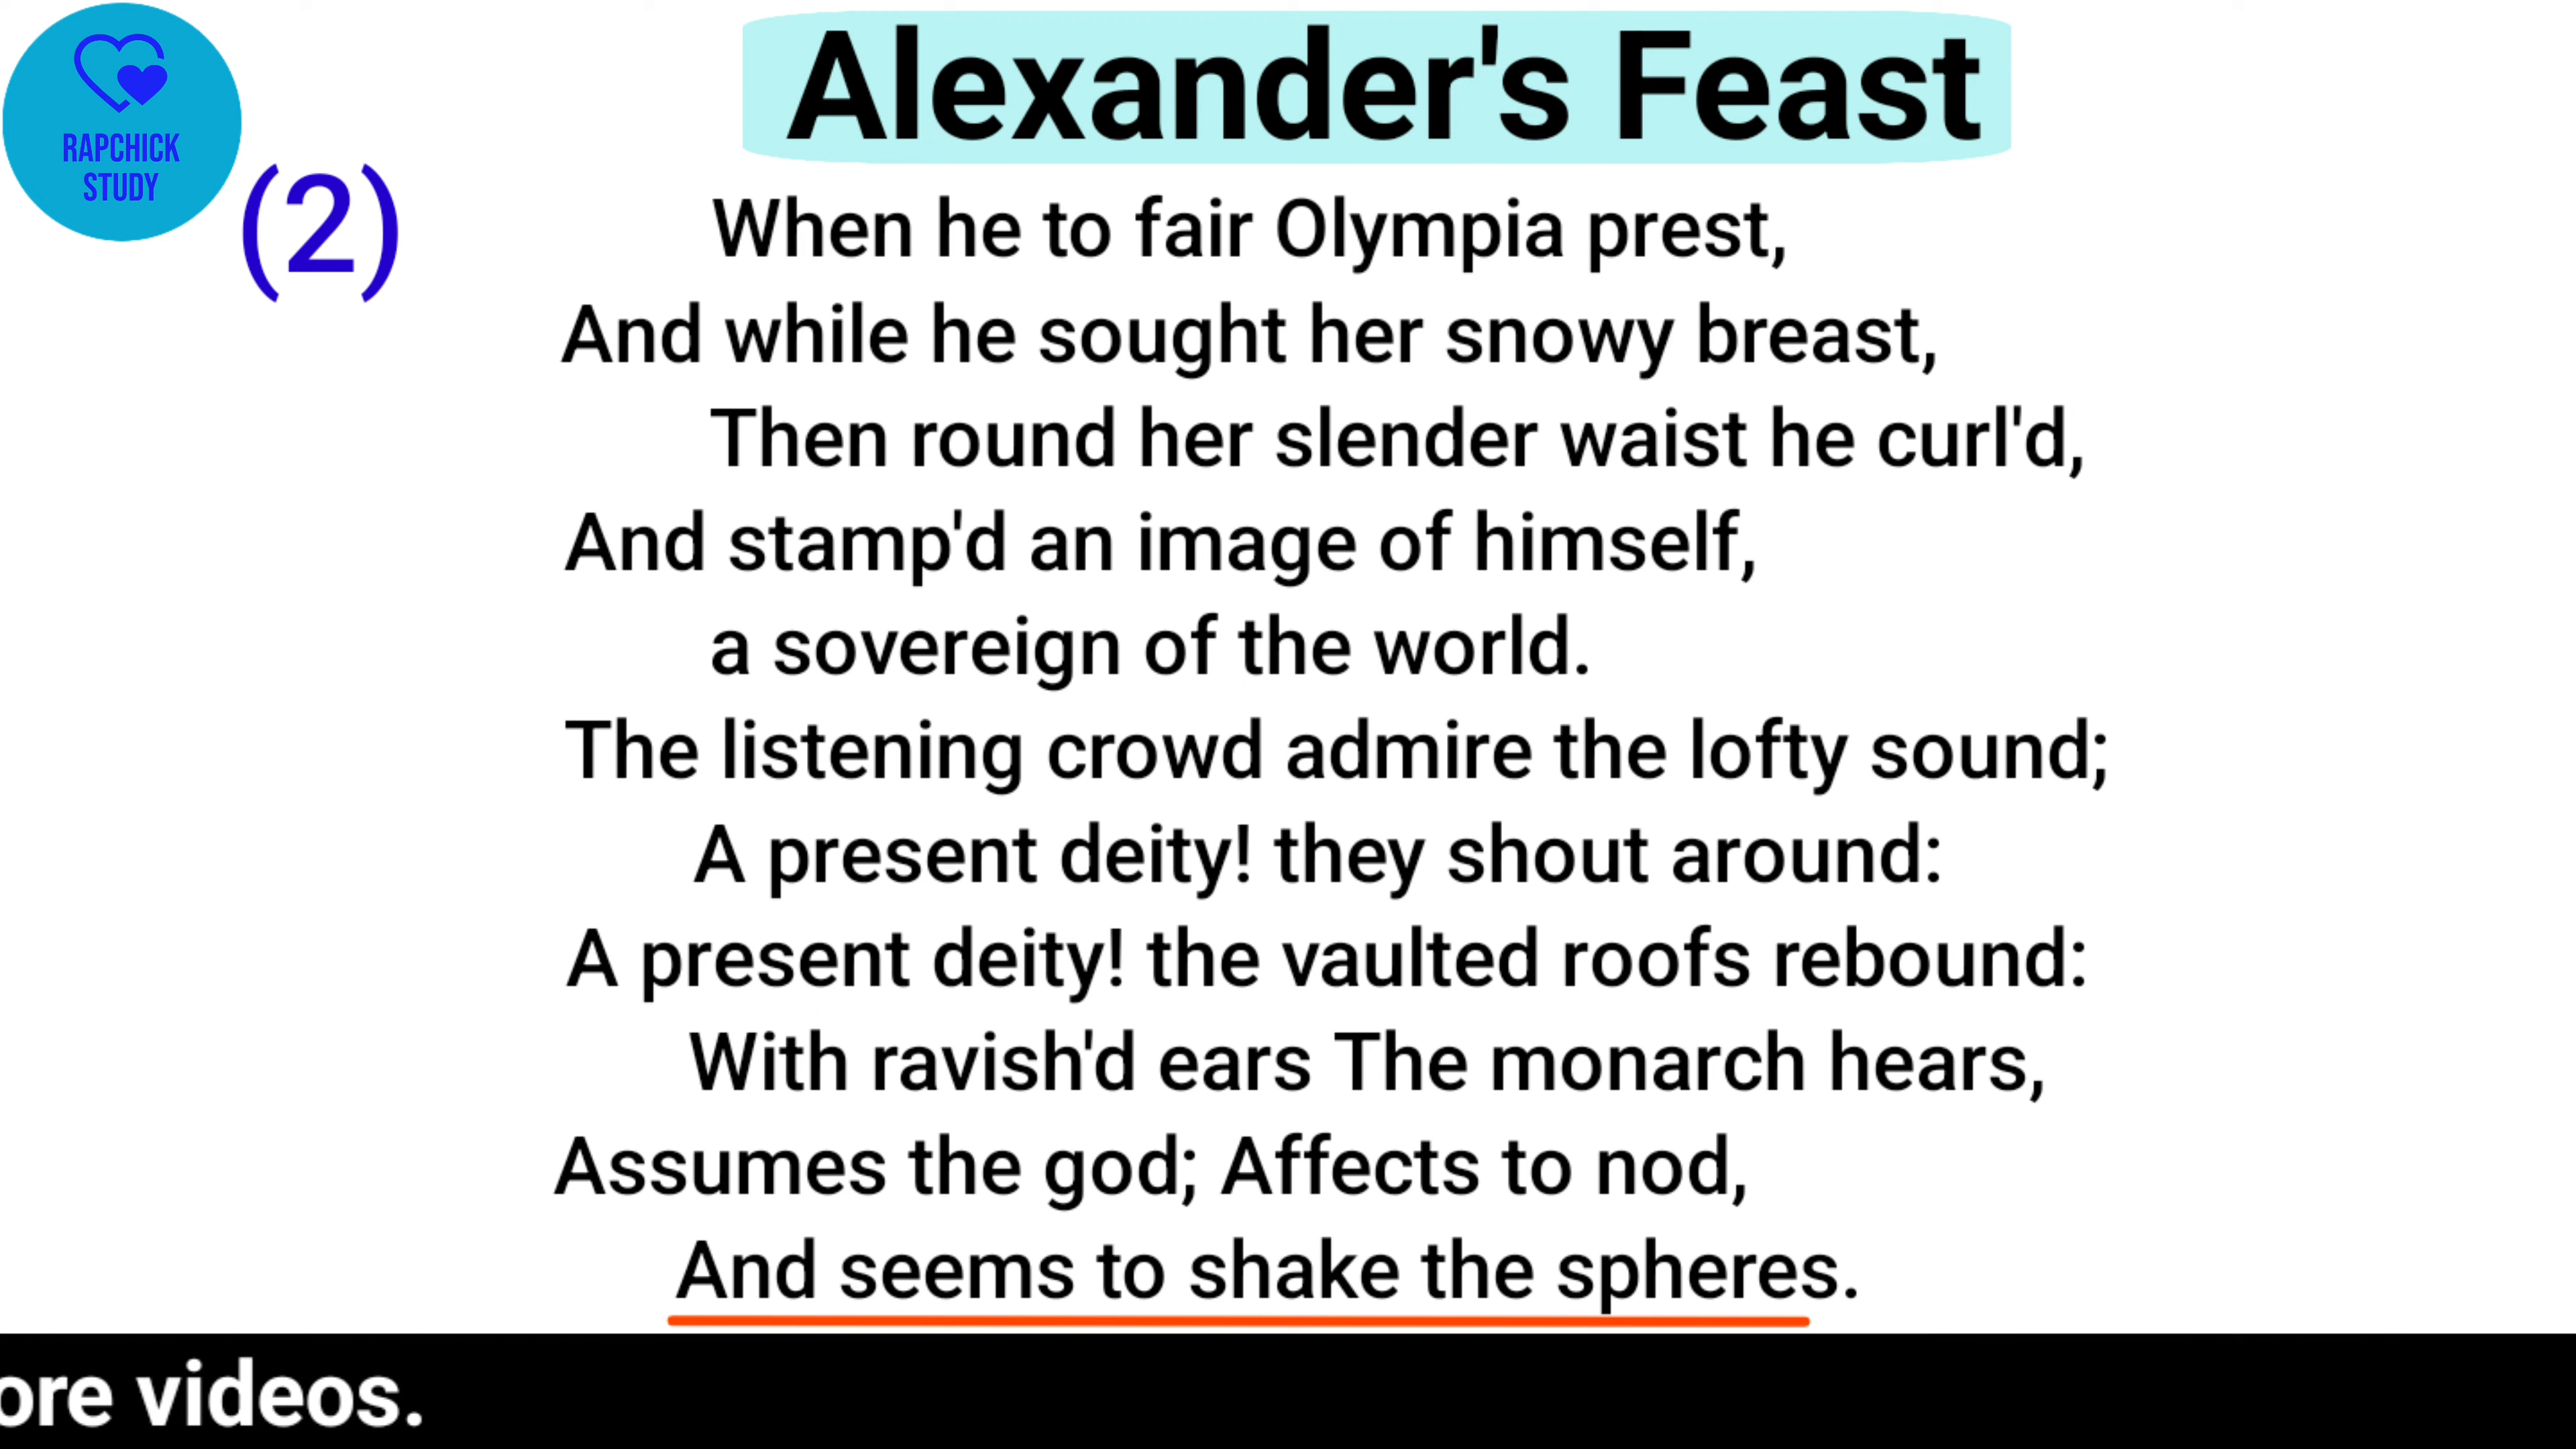 RAPCHICK
STUDY
Alexander's Feast
(2)
When he to fair Olympia prest,
And while he sought her snowy breast,
Then round her slender waist he curl'd,
And stamp'd an image of himself,
a sovereign of the world.
The listening crowd admire the lofty sound;
A present deity! they shout around:
A present deity! the vaulted roofs rebound:
With ravish'd ears The monarch hears,
Assumes the god; Affects to nod,
And seems to shake the spheres.
ore videos.